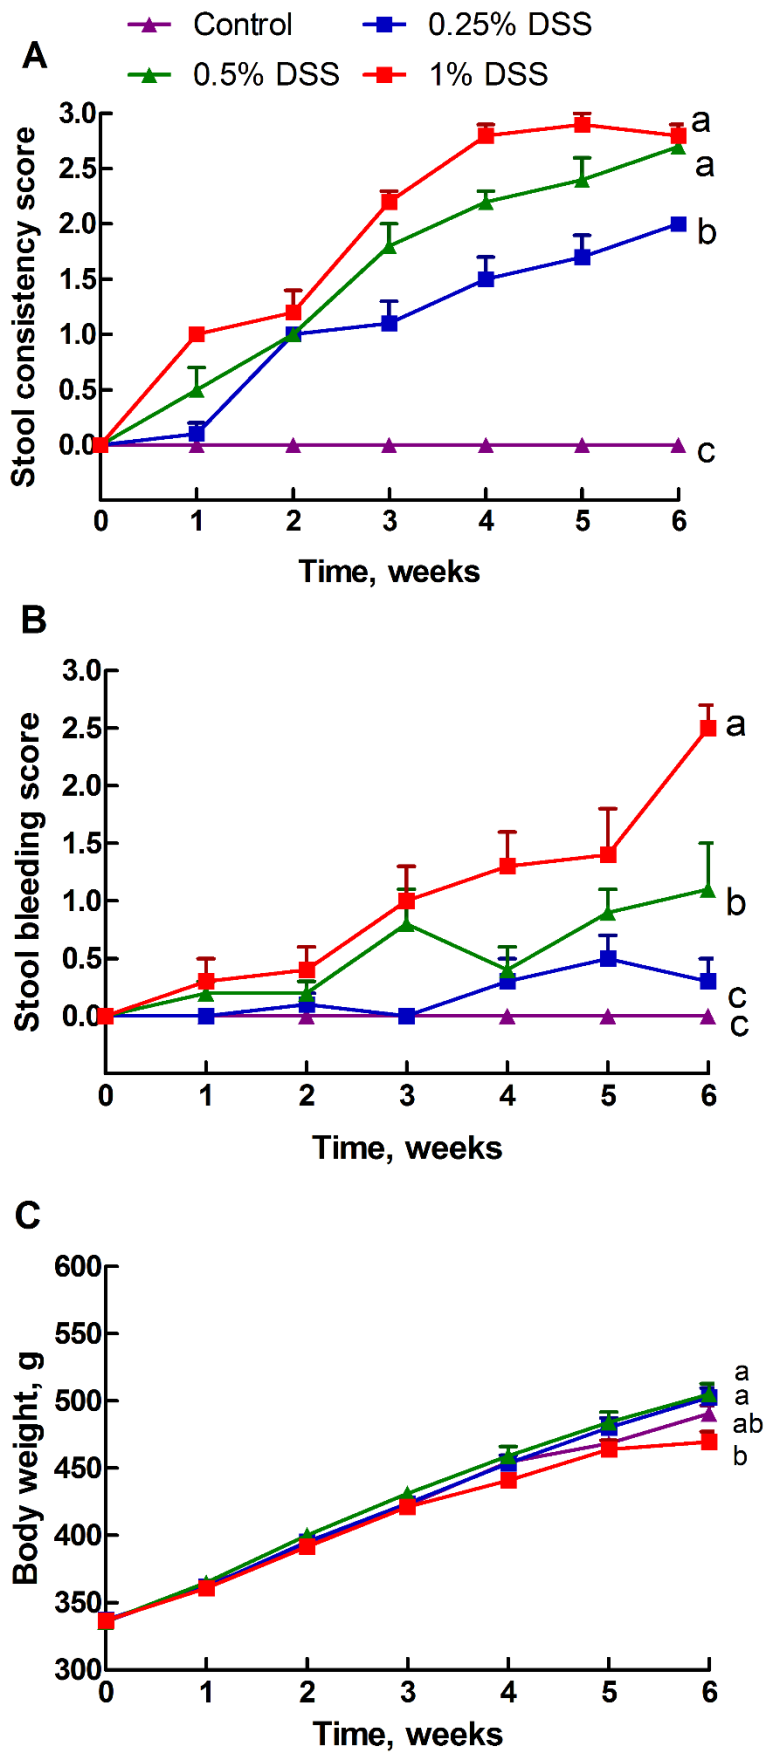 Control
0.25% DSS
A
0.5% DSS
1% DSS
3.0
2.5
2.0
1.5
1.0
0.5
0.0
Stool consistency score
a
a
b
c
0 1 2 3 4 5 6
Time, weeks
B
3.0
2.5
2.0
1.5
1.0
0.5
0.0
Stool bleeding score
a
b
c
c
0 1 2 3 4 5 6
Time, weeks
C
600
550
500
450
400
350
300
Body weight, g
a
a
ab
b
0 1 2 3 4 5 6
Time, weeks